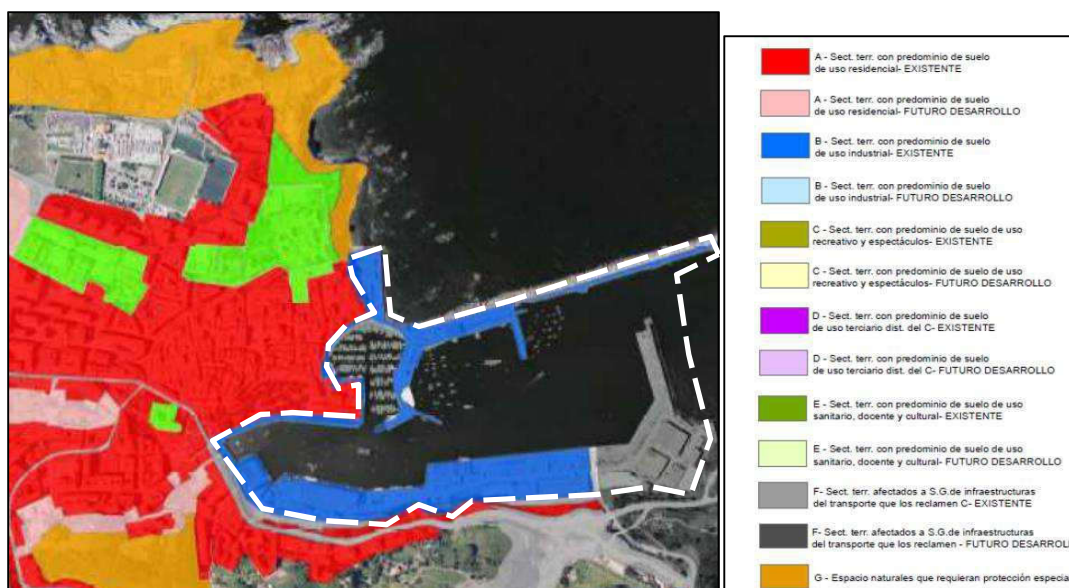 A - Sect. terr. con predominio de suelo
de uso residencial- EXISTENTE
A - Sect. terr. con predominio de suelo
de uso residencial- FUTURO DESARROLLO
B - Sect. terr. con predominio de suelo
de uso industrial- EXISTENTE
B - Sect. terr. con predominio de suelo
de uso industrial- FUTURO DESARROLLO
C - Sect. terr. con predominio de suelo de uso
recreativo y espectáculos- EXISTENTE
C - Sect. terr. con predominio de suelo de uso
recreativo y espectáculos- FUTURO DESARROLLO
D - Sect. terr. con predominio de suelo
de uso terciario dist. del C- EXISTENTE
D - Sect. terr. con predominio de suelo
de uso terciario dist. del C- FUTURO DESARROLLO
E - Sect. terr. con predominio de suelo de uso
sanitario, docente y cultural- EXISTENTE
E - Sect. terr. con predominio de suelo de uso
sanitario, docente y cultural- FUTURO DESARROLLO
F- Sect. terr. afectados a S.G.de infraestructuras
del transporte que los reclamen C- EXISTENTE
F- Sect. terr. afectados a S.G.de infraestructuras
del transporte que los reclamen - FUTURO DESARROLL
G - Espacio naturales que requieran protección especia